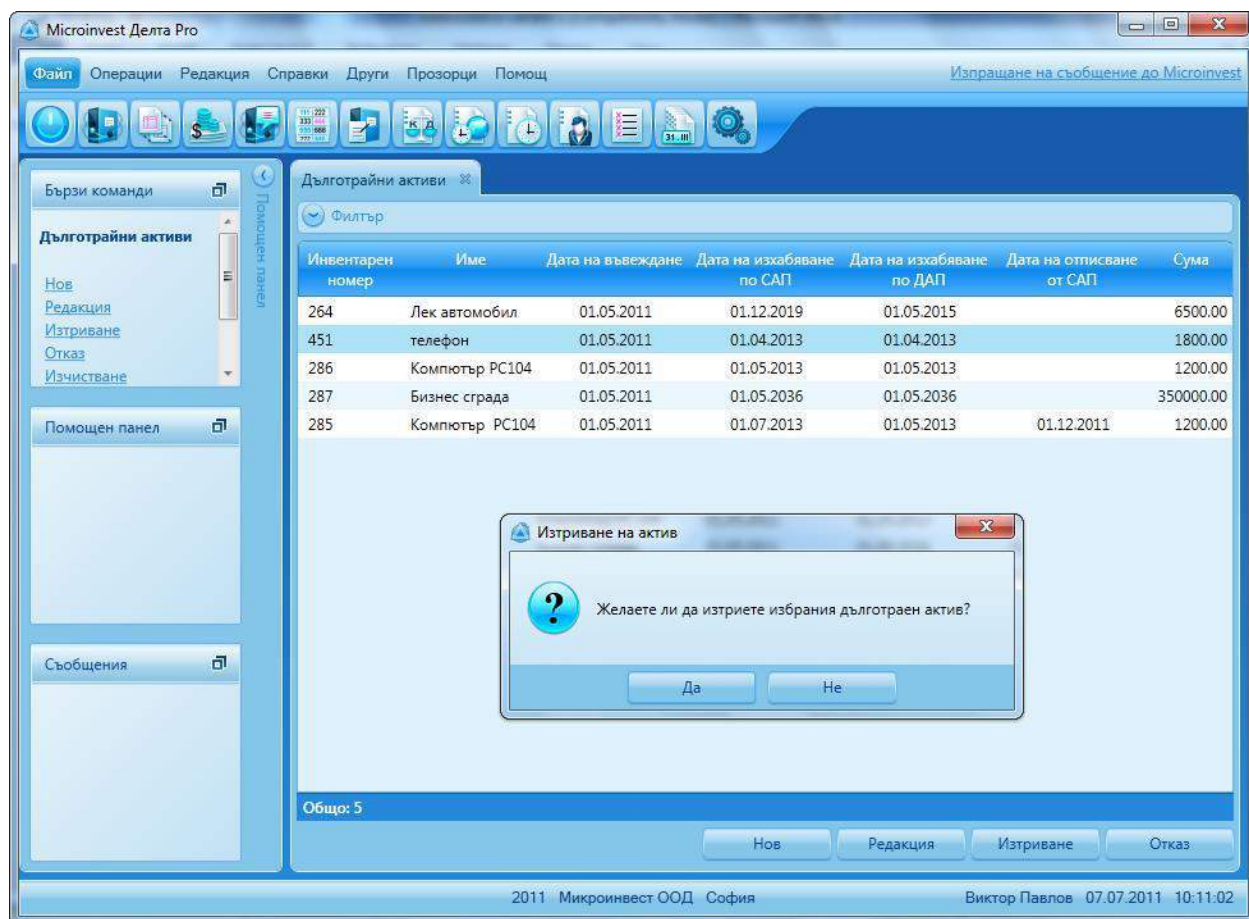 Microinvest Делта Pro
Файл Операции Редакция Справки Други Прозорци Помощ Изпращане на съобщение до Microinvest
Бързи команди
Дълготрайни активи
Нов
Редакция
Изтриване
Отказ
Изчистване
Помощен панел
Съобщения
Помощен панел
Дълготрайни активи
Филтър
Инвентарен номер Име Дата на въвеждане Дата на изхабяване по САП Дата на изхабяване по ДАП Дата на отписване от САП Сума
264 Лек автомобил 01.05.2011 01.12.2019 01.05.2015 6500.00
451 телефон 01.05.2011 01.04.2013 01.04.2013 1800.00
286 Компютър PC104 01.05.2011 01.05.2013 01.05.2013 1200.00
287 Бизнес сграда 01.05.2011 01.05.2036 01.05.2036 350000.00
285 Компютър PC104 01.05.2011 01.07.2013 01.05.2013 01.12.2011 1200.00
Изтриване на актив
Желаете ли да изтриете избрания дълготраен актив?
Да Не
Общо: 5
Нов Редакция Изтриване Отказ
2011 Микроинвест ООД София Виктор Павлов 07.07.2011 10:11:02